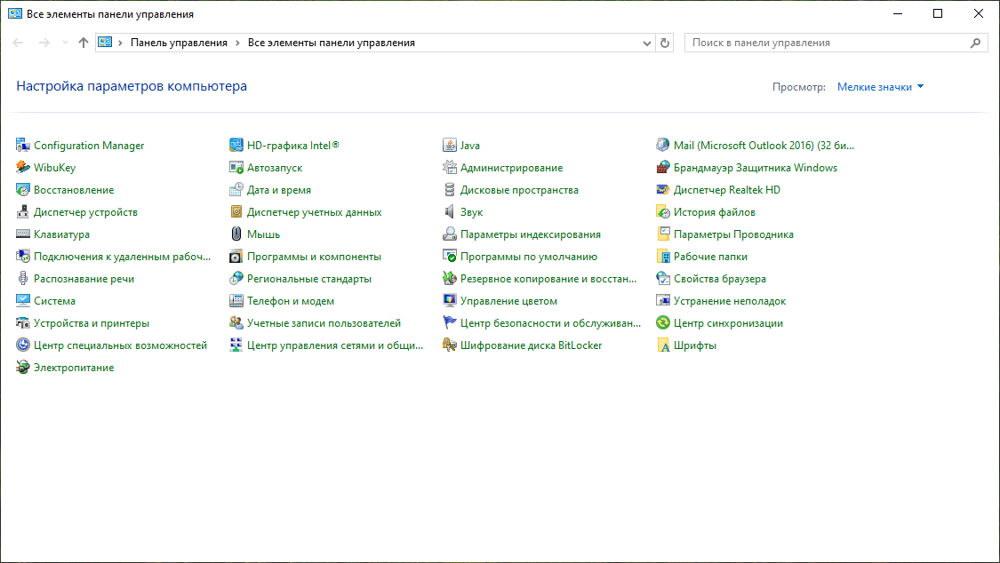 Все элементы панели управления
Панель управления Все элементы панели управления Поиск в панели управления
Настройка параметров компьютера Просмотр: Мелкие значки
Configuration Manager HD-графика Intel® Java Mail (Microsoft Outlook 2016) (32 би...
WibuKey Автозапуск Администрирование Брандмауэр Защитника Windows
Восстановление Дата и время Дисковые пространства Диспетчер Realtek HD
Диспетчер устройств Диспетчер учетных данных Звук История файлов
Клавиатура Мышь Параметры индексирования Параметры Проводника
Подключения к удаленным рабоч... Программы и компоненты Программы по умолчанию Рабочие папки
Распознавание речи Региональные стандарты Резервное копирование и восстан... Свойства браузера
Система Телефон и модем Управление цветом Устранение неполадок
Устройства и принтеры Учетные записи пользователей Центр безопасности и обслуживан... Центр синхронизации
Центр специальных возможностей Центр управления сетями и общи... Шифрование диска BitLocker Шрифты
Электропитание